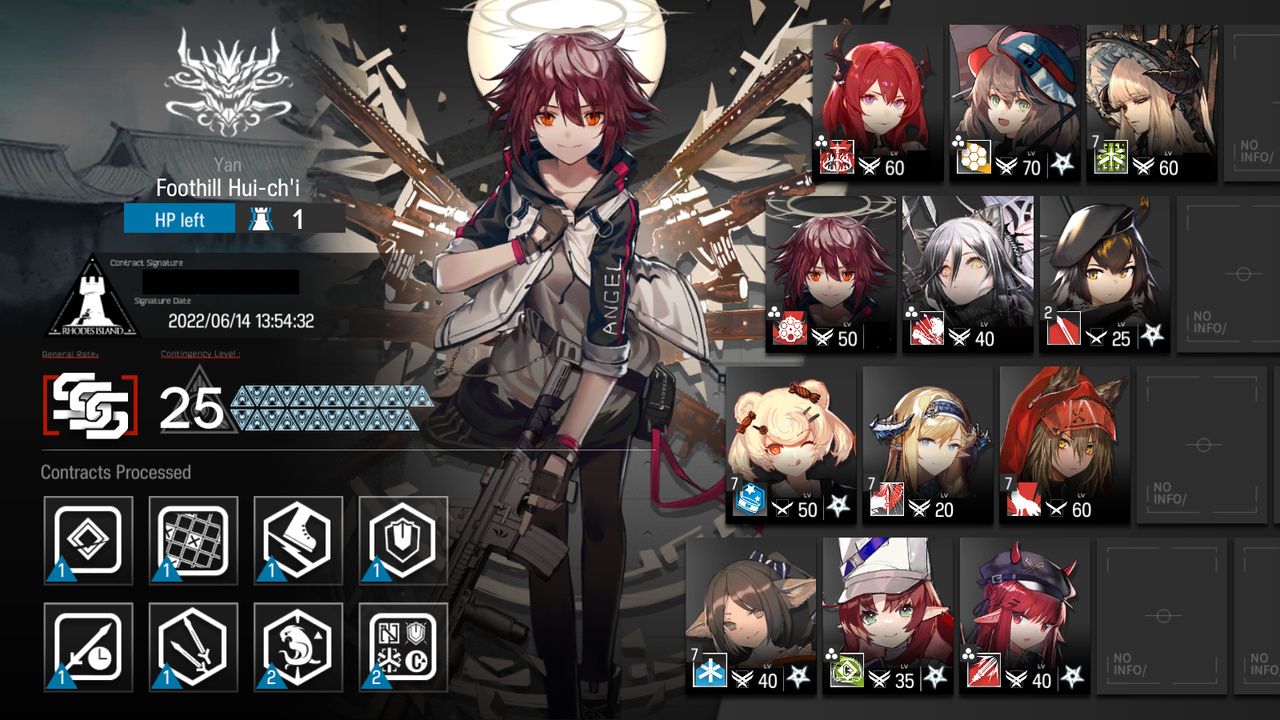 Yan
Foothill Hui-ch'i
HP left 1
Contract Signature
RHODES ISLAND
Signature Date
2022/06/14 13:54:32
General Rate:
Contingency Level :
25
Contracts Processed
1
1
1
1
1
1
2
2
ANGEL
LV
60
LV
70
7
LV
60
NO
INFO/
LV
50
LV
40
2
LV
25
NO
INFO/
7
LV
50
7
LV
20
7
LV
60
NO
INFO/
7
LV
40
LV
35
LV
40
NO
INFO/
NO
INFO/